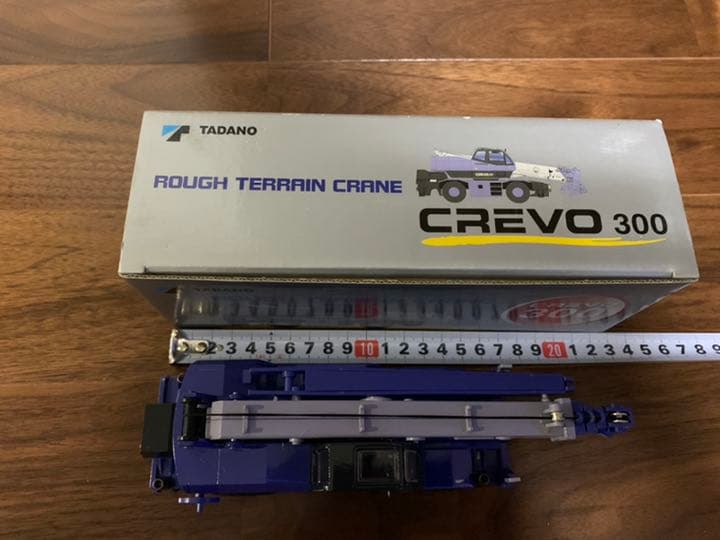 TADANO
ROUGH TERRAIN CRANE
CREVO 300
TADANO
2 3 4 5 6 7 8 9 10 1 2 3 4 5 6 7 8 9 20 1 2 3 4 5 6 7 8 9